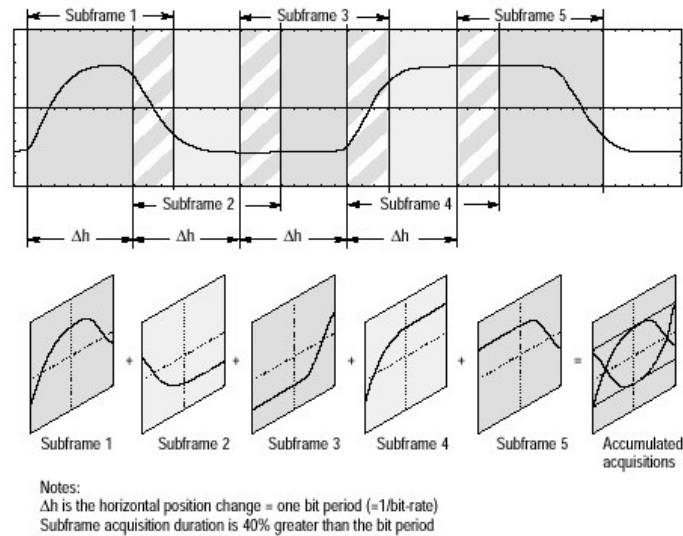 Subframe 1
Subframe 3
Subframe 5
Subframe 2
Subframe 4
Δh
Δh
Δh
Δh
+
+
+
+
=
Subframe 1
Subframe 2
Subframe 3
Subframe 4
Subframe 5
Accumulated
acquisitions
Notes:
Δh is the horizontal position change = one bit period (=1/bit-rate)
Subframe acquisition duration is 40% greater than the bit period